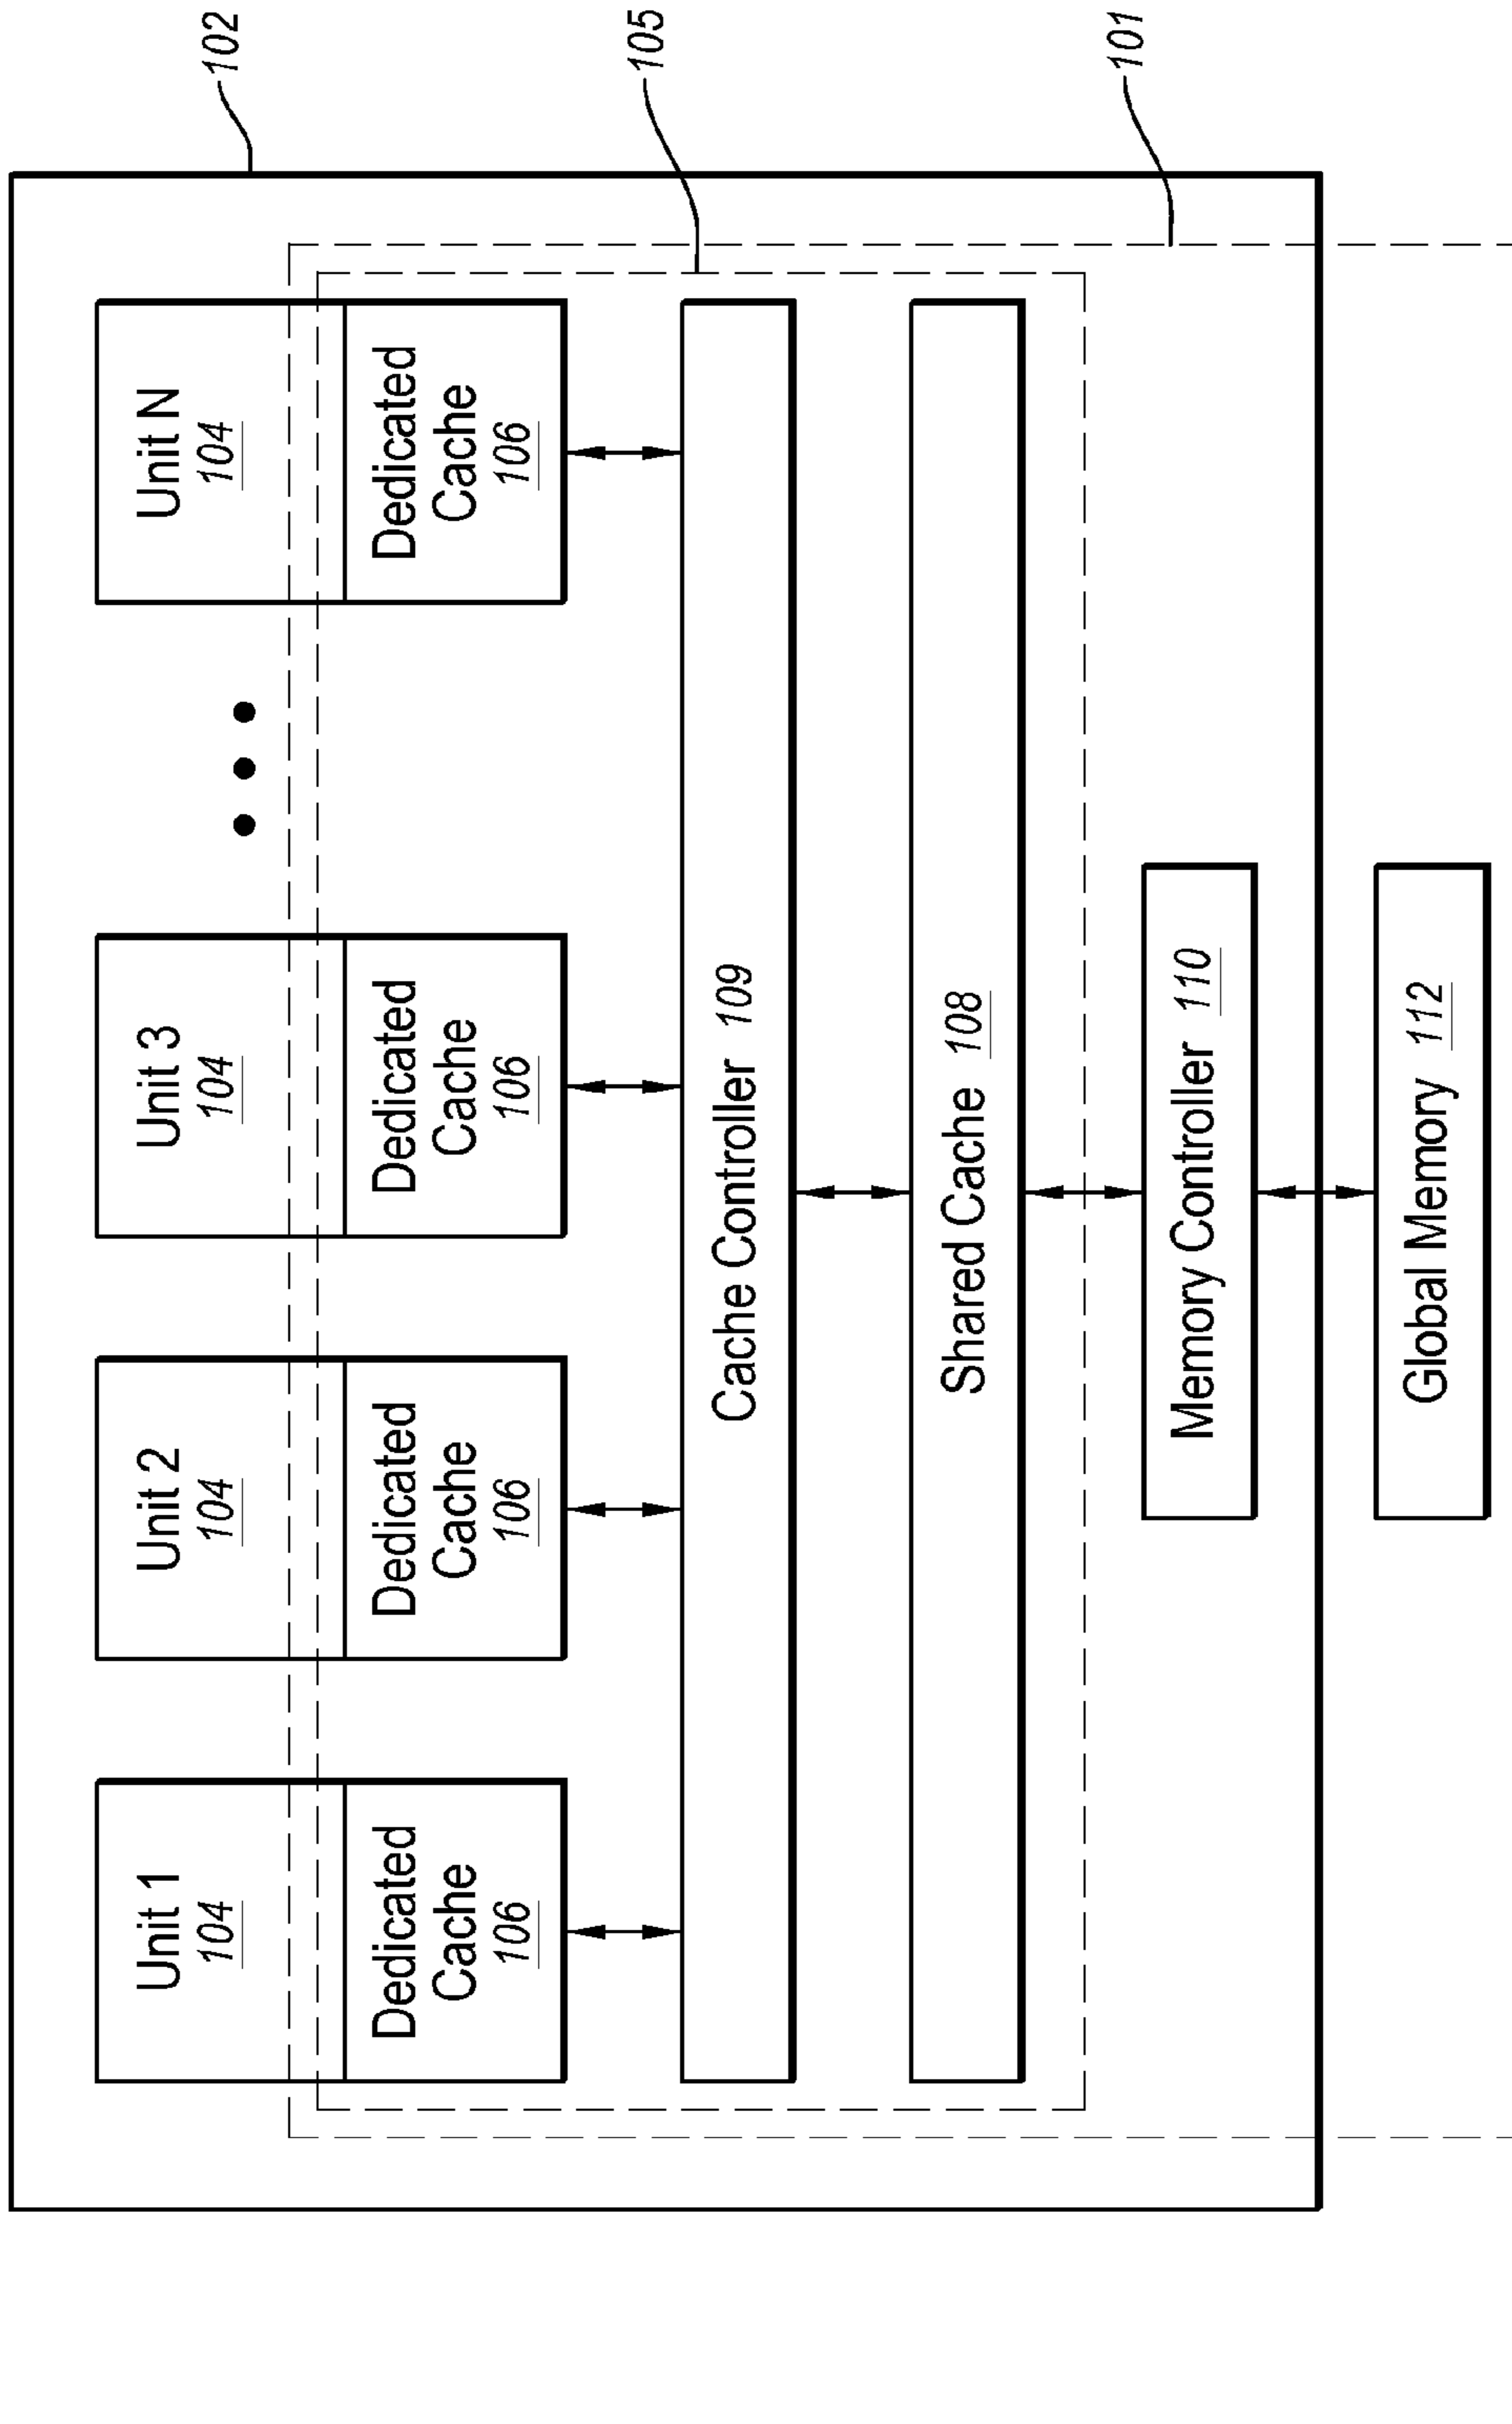 102
105
101
Unit 1
104
Dedicated
Cache
106
Unit 2
104
Dedicated
Cache
106
Unit 3
104
Dedicated
Cache
106
Unit N
104
Dedicated
Cache
106
Cache Controller 109
Shared Cache 108
Memory Controller 110
Global Memory 112